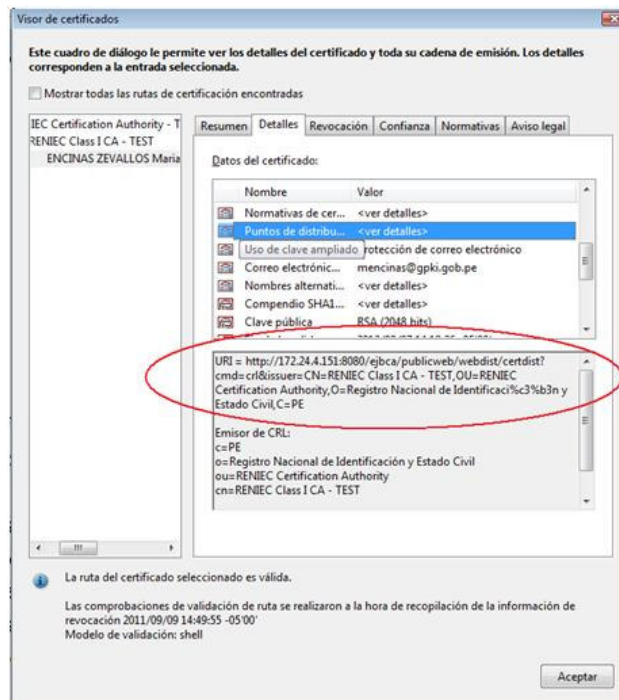 Visor de certificados
Este cuadro de diálogo le permite ver los detalles del certificado y toda su cadena de emisión. Los detalles
corresponden a la entrada seleccionada.
Mostrar todas las rutas de certificación encontradas
IEC Certification Authority - T
RENIEC Class I CA - TEST
ENCINAS ZEVALLOS Maria
Resumen Detalles Revocación Confianza Normativas Aviso legal
Datos del certificado:
Nombre Valor
Normativas de cer... <ver detalles>
Puntos de distribu... <ver detalles>
Uso de clave ampliado rotección de correo electrónico
Correo electrónic... mencinas@gpki.gob.pe
Nombres alternati... <ver detalles>
Compendio SHA1... <ver detalles>
Clave pública RSA (2048 bits)
URI = http://172.24.4.151:8080/ejbca/publicweb/webdist/certdist?
cmd=crl&issuer=CN=RENIEC Class I CA - TEST,OU=RENIEC
Certification Authority,O=Registro Nacional de Identificaci%c3%b3n y
Estado Civil,C=PE
Emisor de CRL:
c=PE
o=Registro Nacional de Identificación y Estado Civil
ou=RENIEC Certification Authority
cn=RENIEC Class I CA - TEST
La ruta del certificado seleccionado es válida.
Las comprobaciones de validación de ruta se realizaron a la hora de recopilación de la información de
revocación 2011/09/09 14:49:55 -05'00'
Modelo de validación: shell
Aceptar